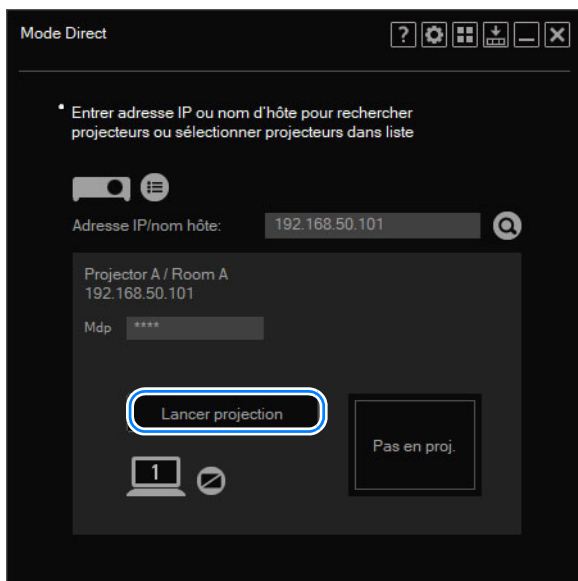 Mode Direct
?
Entrer adresse IP ou nom d'hôte pour rechercher
projecteurs ou sélectionner projecteurs dans liste
Adresse IP/nom hôte: 192.168.50.101
Projector A / Room A
192.168.50.101
Mdp ****
Lancer projection
Pas en proj.
1